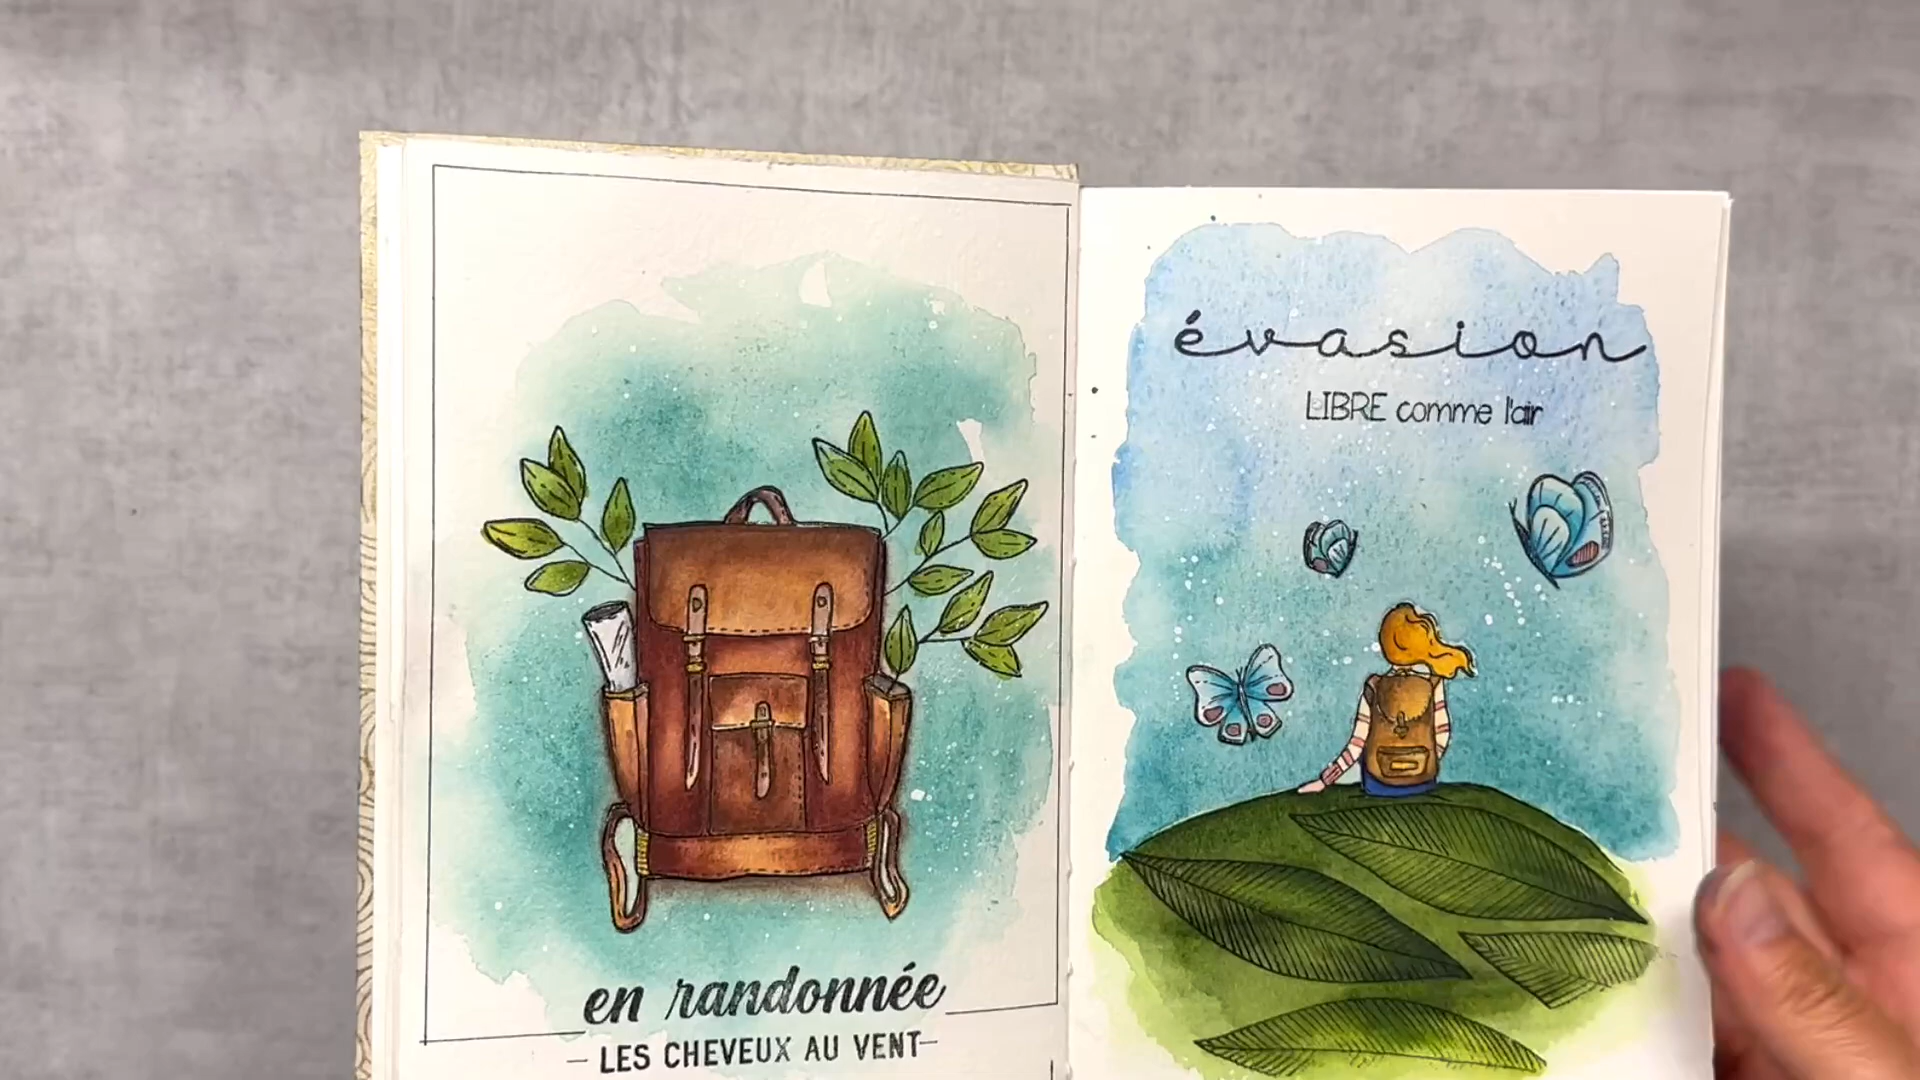 en randonnée
LES CHEVEUX AU VENT
évasion
LIBRE comme l'air